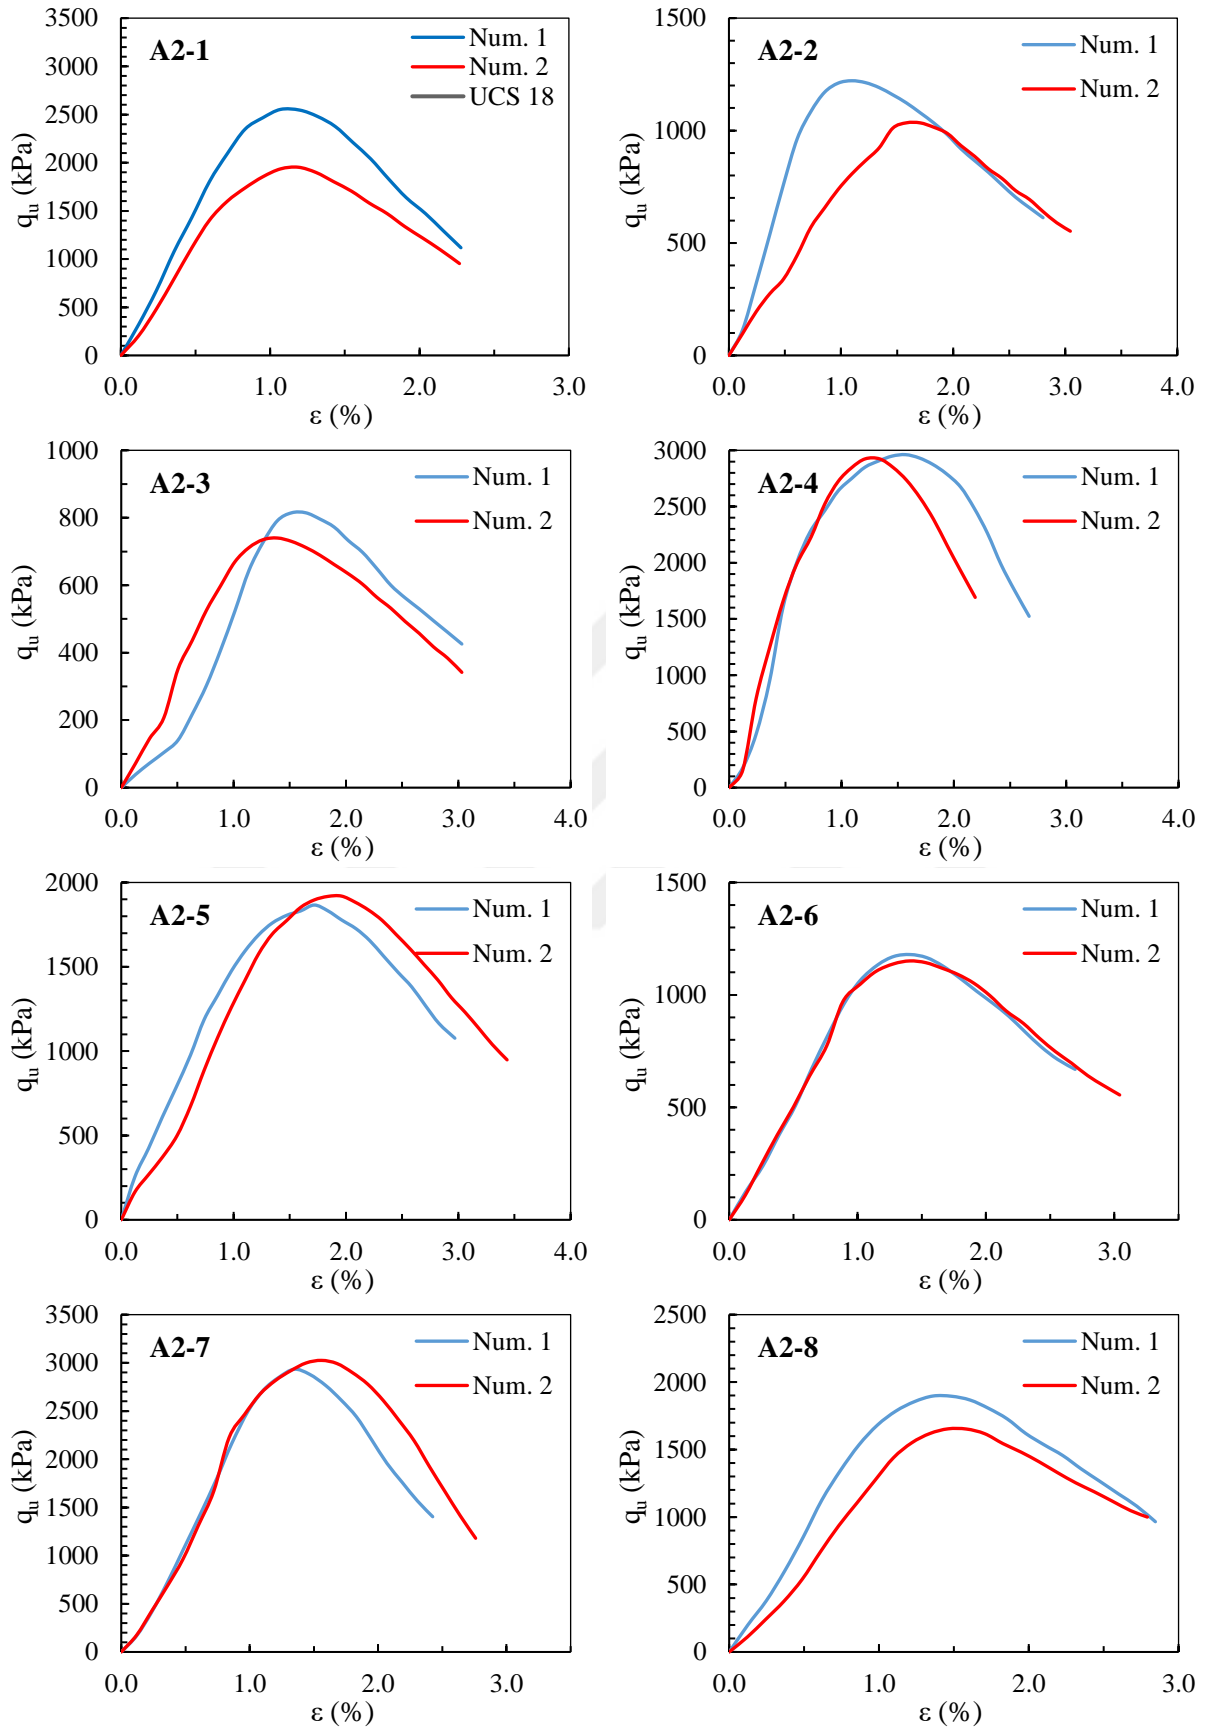 A2-1
Num. 1
Num. 2
UCS 18
3500
3000
2500
2000
1500
1000
500
0
qu (kPa)
0.0 1.0 2.0 3.0
ε (%)
A2-2
Num. 1
Num. 2
1500
1000
500
0
qu (kPa)
0.0 1.0 2.0 3.0 4.0
ε (%)
A2-3
Num. 1
Num. 2
1000
800
600
400
200
0
qu (kPa)
0.0 1.0 2.0 3.0 4.0
ε (%)
A2-4
Num. 1
Num. 2
3000
2500
2000
1500
1000
500
0
qu (kPa)
0.0 1.0 2.0 3.0 4.0
ε (%)
A2-5
Num. 1
Num. 2
2000
1500
1000
500
0
qu (kPa)
0.0 1.0 2.0 3.0 4.0
ε (%)
A2-6
Num. 1
Num. 2
1500
1000
500
0
qu (kPa)
0.0 1.0 2.0 3.0
ε (%)
A2-7
Num. 1
Num. 2
3500
3000
2500
2000
1500
1000
500
0
qu (kPa)
0.0 1.0 2.0 3.0
ε (%)
A2-8
Num. 1
Num. 2
2500
2000
1500
1000
500
0
qu (kPa)
0.0 1.0 2.0 3.0
ε (%)